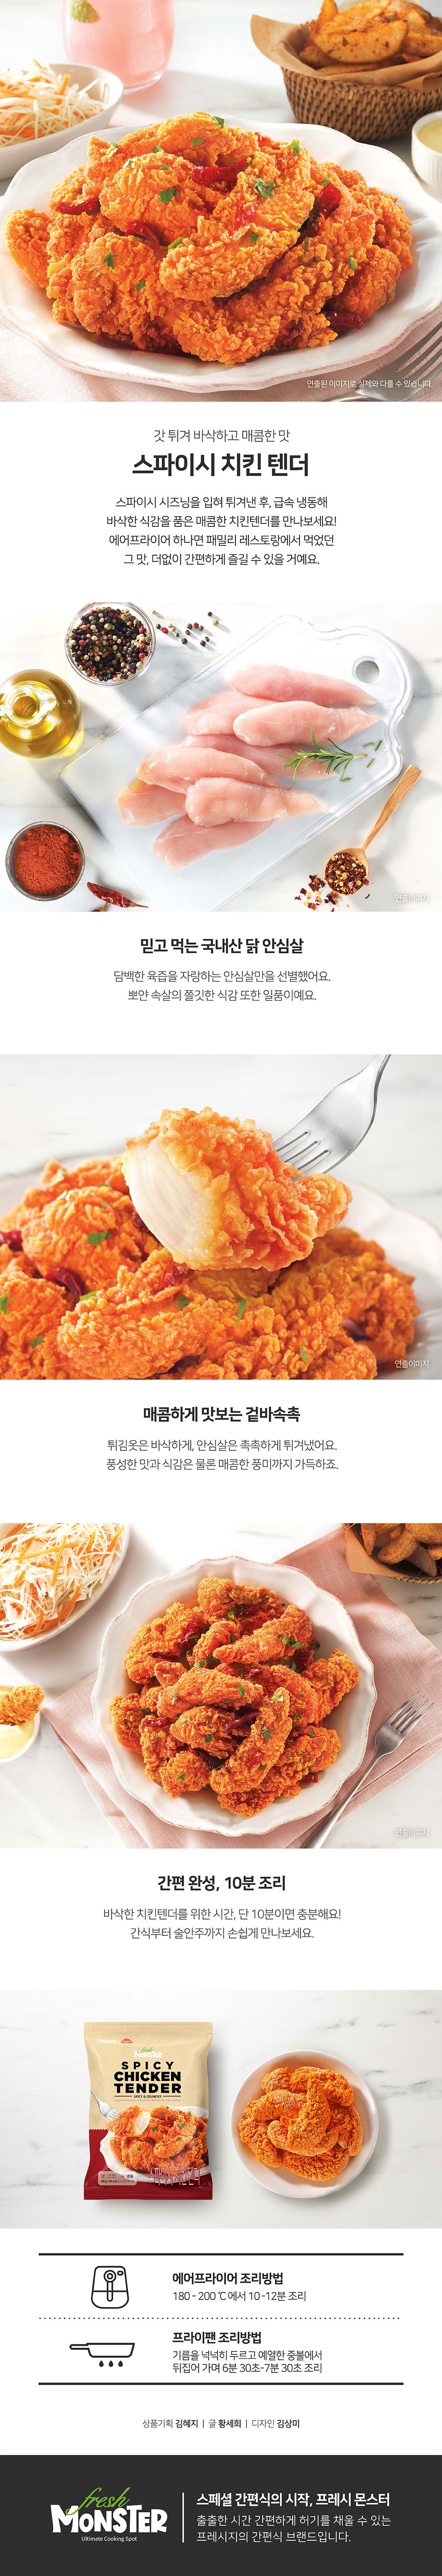 연출된 이미지로 실제와 다를 수 있습니다.
갓 튀겨 바삭하고 매콤한 맛
스파이시 치킨 텐더
스파이시 시즈닝을 입혀 튀겨낸 후, 급속 냉동해
바삭한 식감을 품은 매콤한 치킨텐더를 만나보세요!
에어프라이어 하나면 패밀리 레스토랑에서 먹었던
그 맛, 더없이 간편하게 즐길 수 있을 거예요.
연출이미지
믿고 먹는 국내산 닭 안심살
담백한 육즙을 자랑하는 안심살만을 선별했어요.
뽀얀 속살의 쫄깃한 식감 또한 일품이예요.
연출이미지
매콤하게 맛보는 겉바속촉
튀김옷은 바삭하게, 안심살은 촉촉하게 튀겨냈어요.
풍성한 맛과 식감은 물론 매콤한 풍미까지 가득하죠.
연출이미지
간편 완성, 10분 조리
바삭한 치킨텐더를 위한 시간, 단 10분이면 충분해요!
간식부터 술안주까지 손쉽게 만나보세요.
fresh
MONSTER
SPICY
CHICKEN
TENDER
SPICY & CRUNCHY
에어프라이어 조리방법
180 - 200 ℃ 에서 10 -12분 조리
프라이팬 조리방법
기름을 넉넉히 두르고 예열한 중불에서
뒤집어 가며 6분 30초-7분 30초 조리
상품기획 김혜지 | 글 황세희 | 디자인 김상미
fresh
MONSTER
Ultimate Cooking Spot
스페셜 간편식의 시작, 프레시 몬스터
출출한 시간 간편하게 허기를 채울 수 있는
프레시지의 간편식 브랜드입니다.